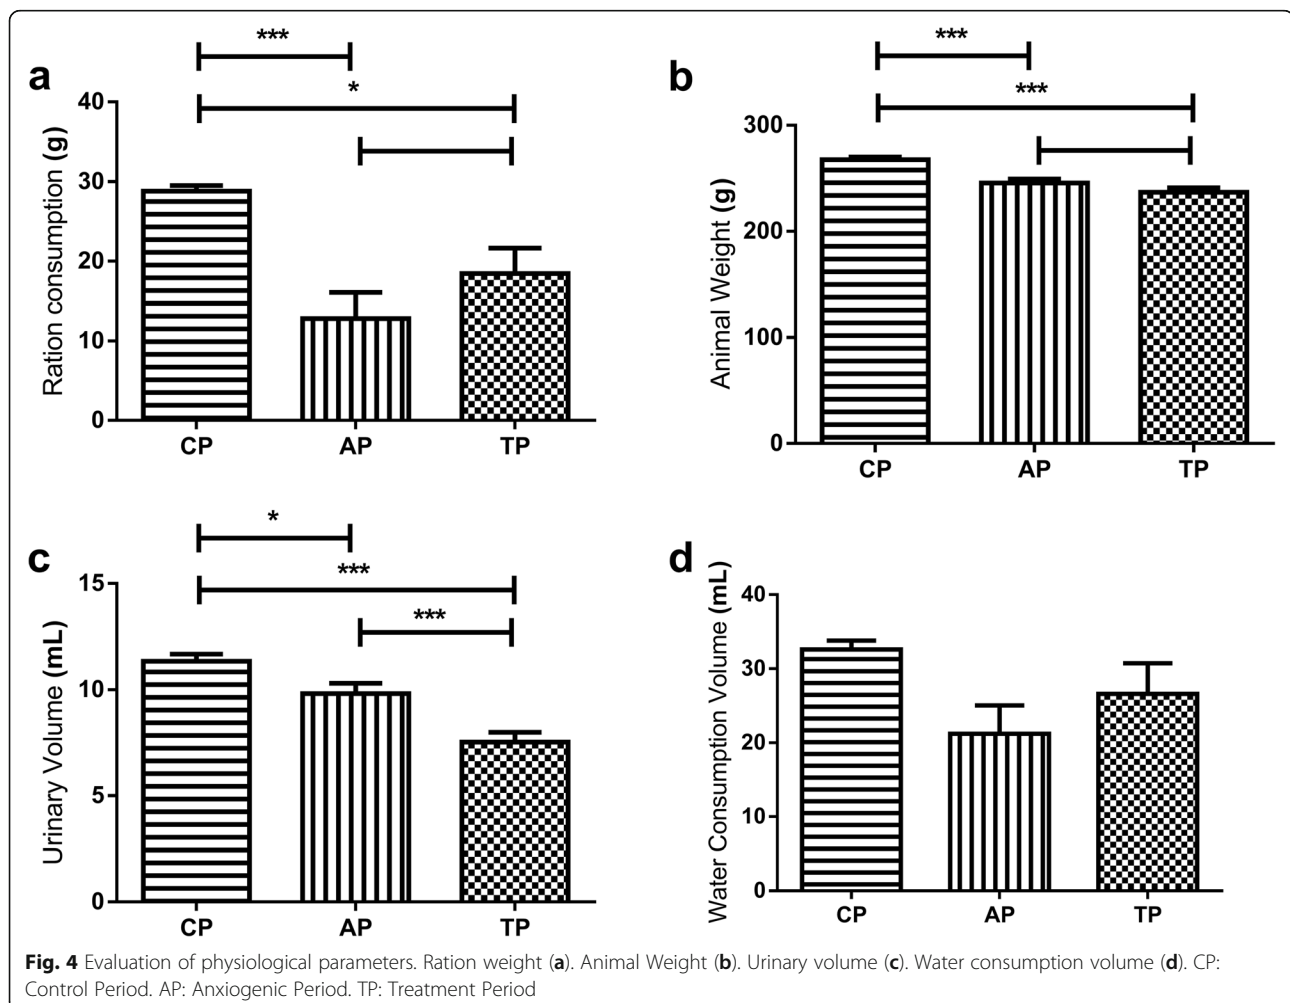 a
***
*
Ration consumption (g)
40
30
20
10
0
CP AP TP
b
***
***
Animal Weight (g)
300
200
100
0
CP AP TP
c
*
***
***
Urinary Volume (mL)
15
10
5
0
CP AP TP
d
Water Consumption Volume (mL)
40
30
20
10
0
CP AP TP
Fig. 4 Evaluation of physiological parameters. Ration weight (a). Animal Weight (b). Urinary volume (c). Water consumption volume (d). CP:
Control Period. AP: Anxiogenic Period. TP: Treatment Period